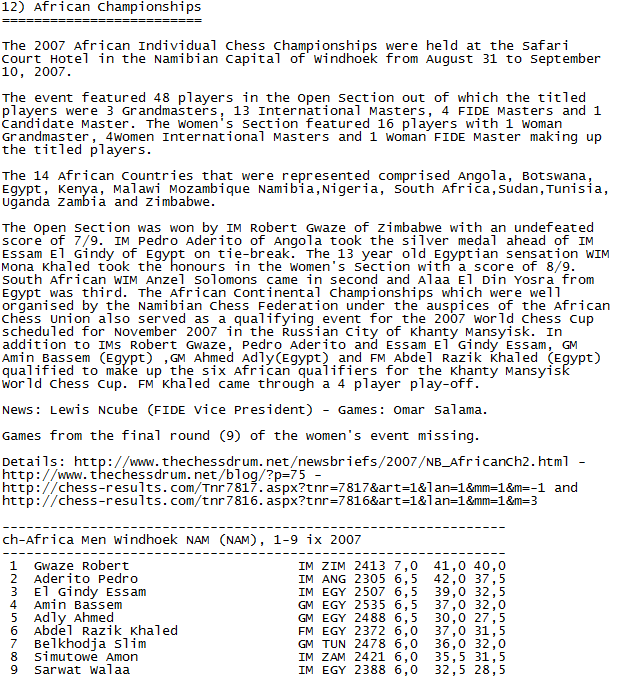 12) African Championships
=========================
The 2007 African Individual Chess Championships were held at the Safari
Court Hotel in the Namibian Capital of Windhoek from August 31 to September
10, 2007.
The event featured 48 players in the Open Section out of which the titled
players were 3 Grandmasters, 13 International Masters, 4 FIDE Masters and 1
Candidate Master. The Women's Section featured 16 players with 1 Woman
Grandmaster, 4Women International Masters and 1 Woman FIDE Master making up
the titled players.
The 14 African Countries that were represented comprised Angola, Botswana,
Egypt, Kenya, Malawi Mozambique Namibia,Nigeria, South Africa,Sudan,Tunisia,
Uganda Zambia and Zimbabwe.
The Open Section was won by IM Robert Gwaze of Zimbabwe with an undefeated
score of 7/9. IM Pedro Aderito of Angola took the silver medal ahead of IM
Essam El Gindy of Egypt on tie-break. The 13 year old Egyptian sensation WIM
Mona Khaled took the honours in the Women's Section with a score of 8/9.
South African WIM Anzel Solomons came in second and Alaa El Din Yosra from
Egypt was third. The African Continental Championships which were well
organised by the Namibian Chess Federation under the auspices of the African
Chess Union also served as a qualifying event for the 2007 World Chess Cup
scheduled for November 2007 in the Russian City of Khanty Mansyisk. In
addition to IMs Robert Gwaze, Pedro Aderito and Essam El Gindy Essam, GM
Amin Bassem (Egypt) ,GM Ahmed Adly(Egypt) and FM Abdel Razik Khaled (Egypt)
qualified to make up the six African qualifiers for the Khanty Mansyisk
World Chess Cup. FM Khaled came through a 4 player play-off.
News: Lewis Ncube (FIDE Vice President) - Games: Omar Salama.
Games from the final round (9) of the women's event missing.
Details: http://www.thechessdrum.net/newsbriefs/2007/NB_AfricanCh2.html -
http://www.thechessdrum.net/blog/?p=75 -
http://chess-results.com/Tnr7817.aspx?tnr=7817&art=1&lan=1&mm=1&m=-1 and
http://chess-results.com/tnr7816.aspx?tnr=7816&art=1&lan=1&mm=1&m=3
---------------------------------------------------------------
ch-Africa Men Windhoek NAM (NAM), 1-9 ix 2007
---------------------------------------------------------------
1 Gwaze Robert IM ZIM 2413 7,0 41,0 40,0
2 Aderito Pedro IM ANG 2305 6,5 42,0 37,5
3 El Gindy Essam IM EGY 2507 6,5 39,0 32,5
4 Amin Bassem GM EGY 2535 6,5 37,0 32,0
5 Adly Ahmed GM EGY 2488 6,5 30,0 27,5
6 Abdel Razik Khaled FM EGY 2372 6,0 37,0 31,5
7 Belkhodja Slim GM TUN 2478 6,0 36,0 32,0
8 Simutowe Amon IM ZAM 2421 6,0 35,5 31,5
9 Sarwat Walaa IM EGY 2388 6,0 32,5 28,5